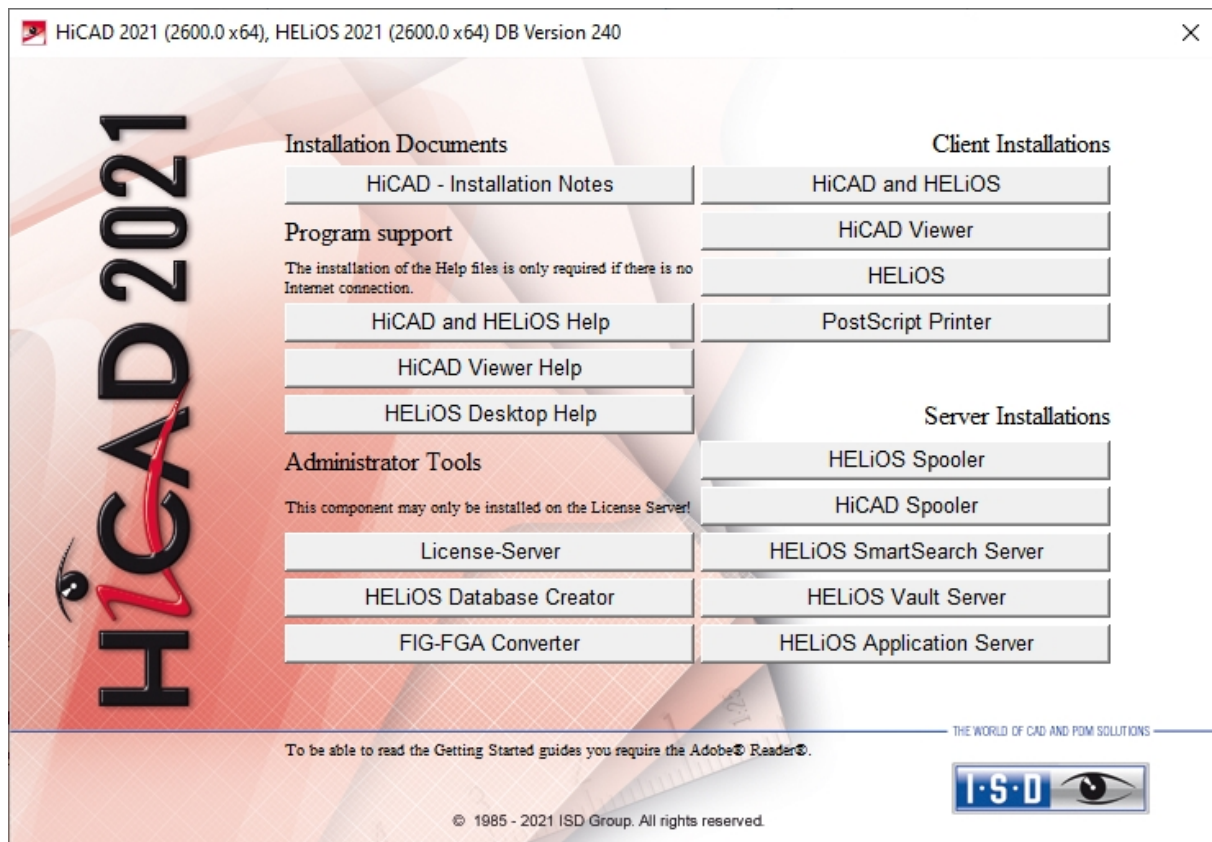 HiCAD 2021 (2600.0 x64), HELiOS 2021 (2600.0 x64) DB Version 240
HiCAD 2021
Installation Documents
HiCAD - Installation Notes
Program support
The installation of the Help files is only required if there is no
Internet connection.
HiCAD and HELiOS Help
HiCAD Viewer Help
HELiOS Desktop Help
Administrator Tools
This component may only be installed on the License Server!
License-Server
HELiOS Database Creator
FIG-FGA Converter
Client Installations
HiCAD and HELiOS
HiCAD Viewer
HELiOS
PostScript Printer
Server Installations
HELiOS Spooler
HiCAD Spooler
HELiOS SmartSearch Server
HELiOS Vault Server
HELiOS Application Server
THE WORLD OF CAD AND PDM SOLUTIONS
To be able to read the Getting Started guides you require the Adobe® Reader®.
I·S·D
© 1985 - 2021 ISD Group. All rights reserved.